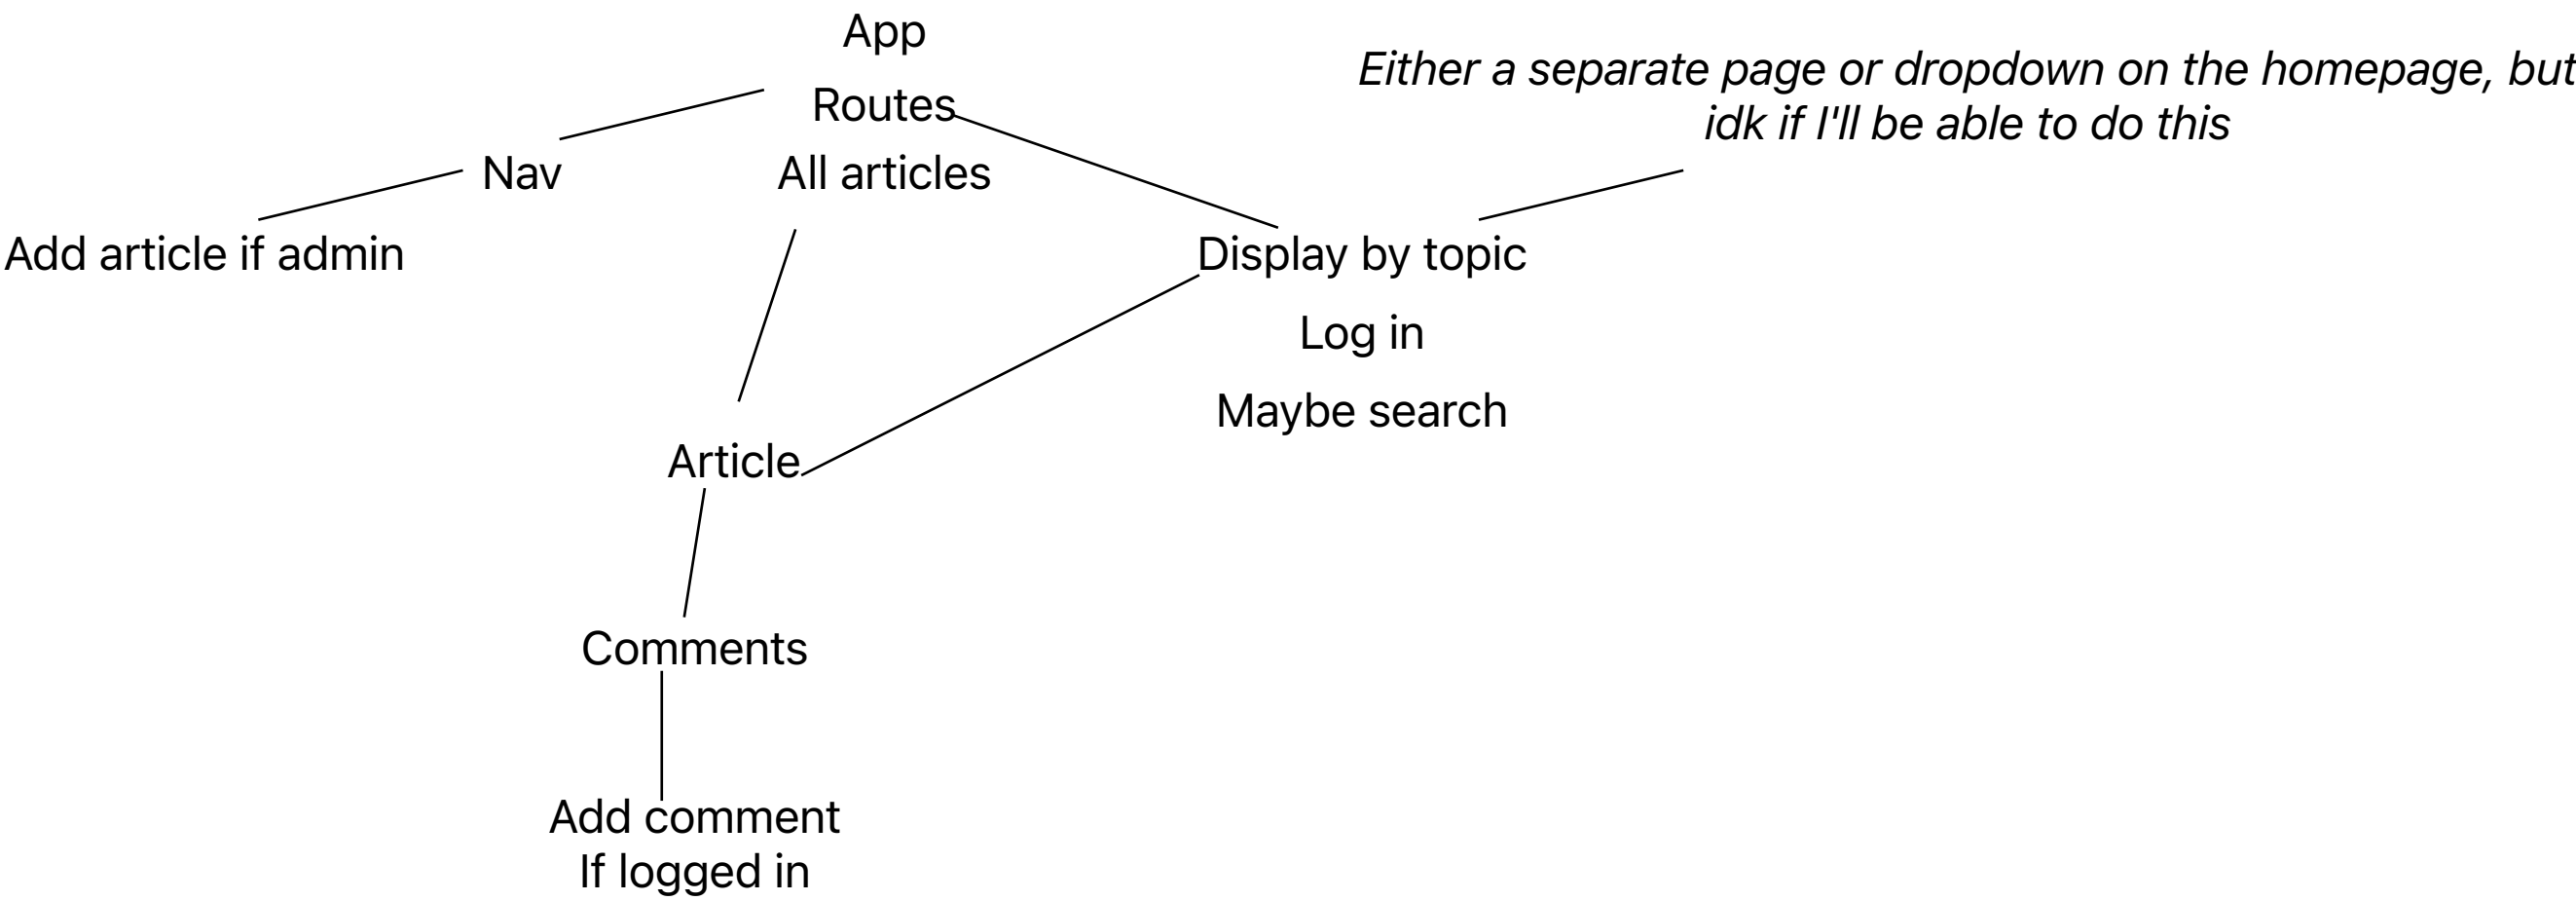 App
Either a separate page or dropdown on the homepage, but
idk if I'll be able to do this
Routes
Nav
All articles
Add article if admin
Display by topic
Log in
Maybe search
Article
Comments
Add comment
If logged in